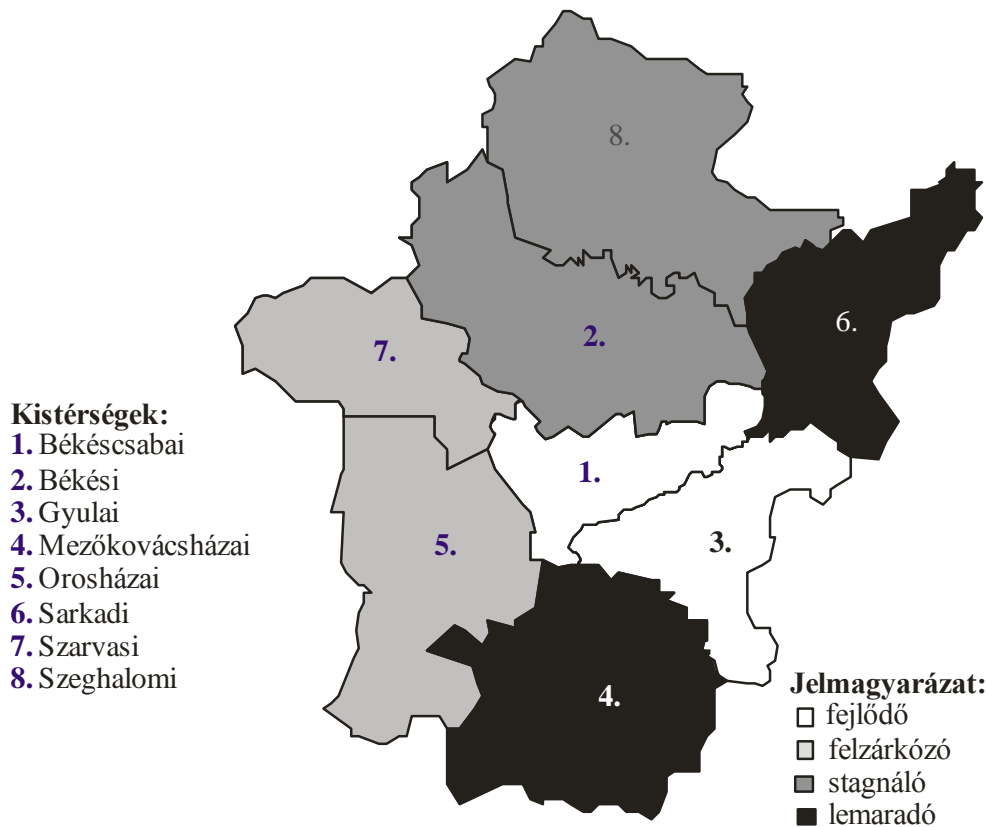 8.
6.
2.
7.
1.
3.
5.
4.
Kistérségek:
1. Békéscsabai
2. Békési
3. Gyulai
4. Mezőkovácsházai
5. Orosházai
6. Sarkadi
7. Szarvasi
8. Szeghalomi
Jelmagyarázat:
fejlődő
felzárkózó
stagnáló
lemaradó